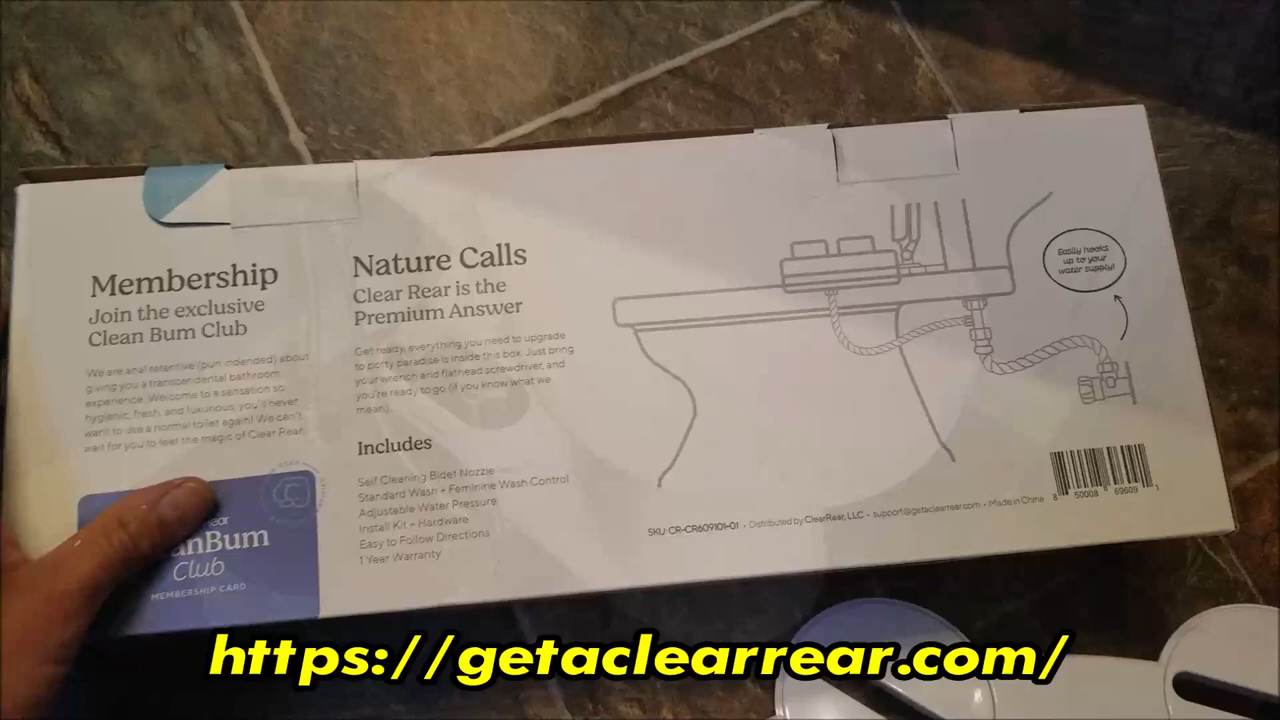 Membership
Join the exclusive
Clean Bum Club
We are anal retentive (pun indended) about
giving you a transcendental bathroom
experience. Welcome to a sensation so
hygienic, fresh, and luxurious, you'll never
want to use a normal toilet again! We can't
wait for you to feel the magic of Clear Rear.
ear
anBum
Club
MEMBERSHIP CARD
Nature Calls
Clear Rear is the
Premium Answer
Get ready, everything you need to upgrade
to potty paradise is inside this box. Just bring
your wrench and flathead screwdriver, and
you're ready to go (if you know what we
mean).
Includes
Self Cleaning Bidet Nozzle
Standard Wash + Feminine Wash Control
Adjustable Water Pressure
Install Kit + Hardware
Easy to Follow Directions
1 Year Warranty
Easily hooks
up to your
water supply!
SKU: CR-CR609101-01 • Distributed by ClearRear, LLC • support@getaclearrear.com • Made in China
8 50008 69609 1
https://getaclearrear.com/